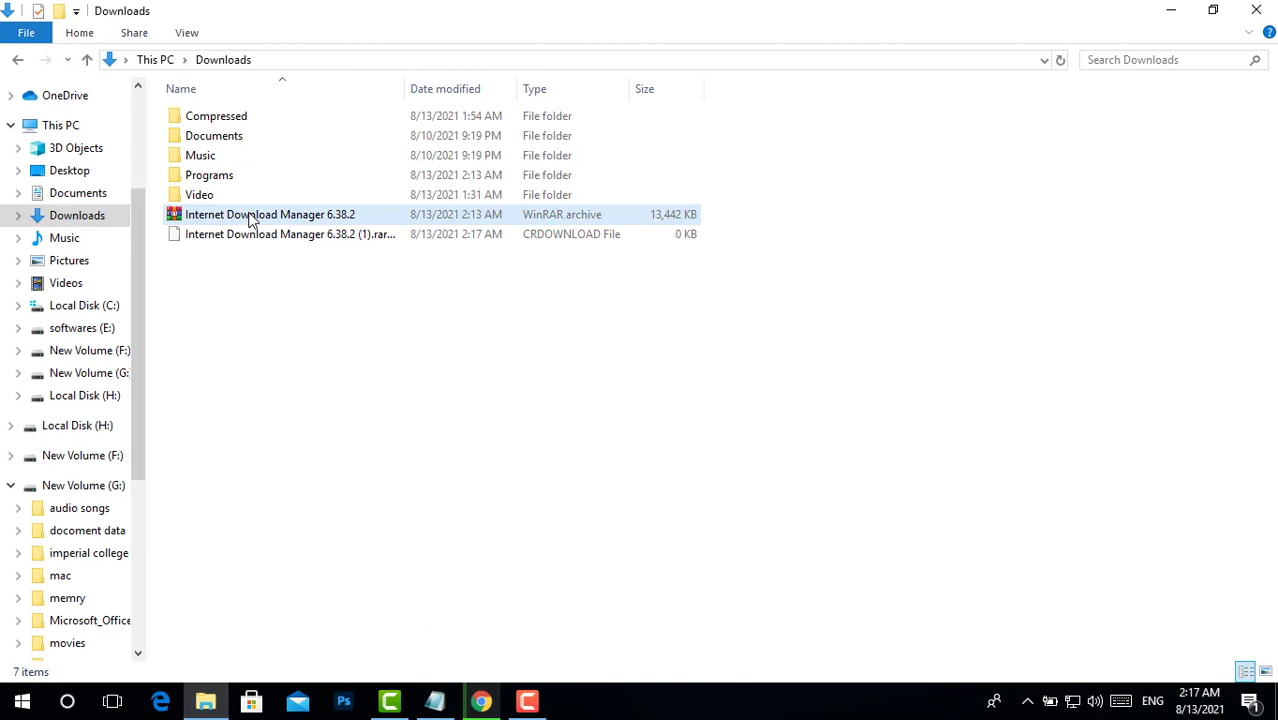 Downloads
File Home Share View
This PC > Downloads
Search Downloads
Name Date modified Type Size
Compressed 8/13/2021 1:54 AM File folder
Documents 8/10/2021 9:19 PM File folder
Music 8/10/2021 9:19 PM File folder
Programs 8/13/2021 2:13 AM File folder
Video 8/13/2021 1:31 AM File folder
Internet Download Manager 6.38.2 8/13/2021 2:13 AM WinRAR archive 13,442 KB
Internet Download Manager 6.38.2 (1).rar... 8/13/2021 2:17 AM CRDOWNLOAD File 0 KB
OneDrive
This PC
3D Objects
Desktop
Documents
Downloads
Music
Pictures
Videos
Local Disk (C:)
softwares (E:)
New Volume (F:)
New Volume (G:
Local Disk (H:)
Local Disk (H:)
New Volume (F:)
New Volume (G:)
audio songs
docoment data
imperial college
mac
memry
Microsoft_Office
movies
7 items
Ps
ENG
2:17 AM
8/13/2021
1